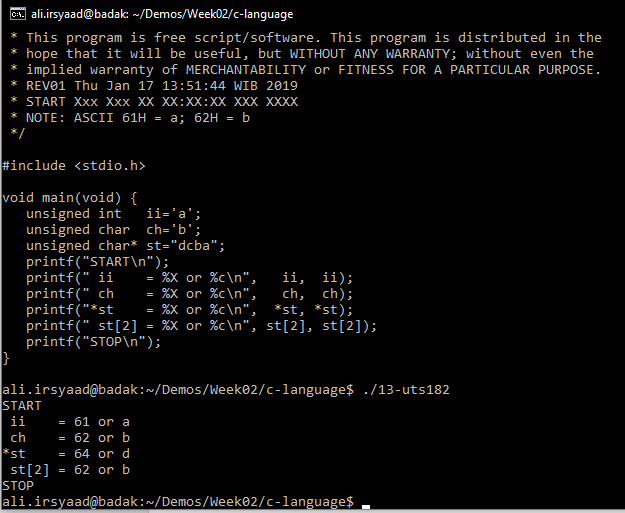 ali.irsyaad@badak: ~/Demos/Week02/c-language
 * This program is free script/software. This program is distributed in the
 * hope that it will be useful, but WITHOUT ANY WARRANTY; without even the
 * implied warranty of MERCHANTABILITY or FITNESS FOR A PARTICULAR PURPOSE.
 * REV01 Thu Jan 17 13:51:44 WIB 2019
 * START Xxx Xxx XX XX:XX:XX XXX XXXX
 * NOTE: ASCII 61H = a; 62H = b
 */
#include <stdio.h>
void main(void) {
   unsigned int   ii='a';
   unsigned char  ch='b';
   unsigned char* st="dcba";
   printf("START\n");
   printf(" ii    = %X or %c\n",   ii,  ii);
   printf(" ch    = %X or %c\n",   ch,  ch);
   printf("*st    = %X or %c\n",  *st, *st);
   printf(" st[2] = %X or %c\n", st[2], st[2]);
   printf("STOP\n");
}
ali.irsyaad@badak:~/Demos/Week02/c-language$ ./13-uts182
START
 ii    = 61 or a
 ch    = 62 or b
*st    = 64 or d
 st[2] = 62 or b
STOP
ali.irsyaad@badak:~/Demos/Week02/c-language$